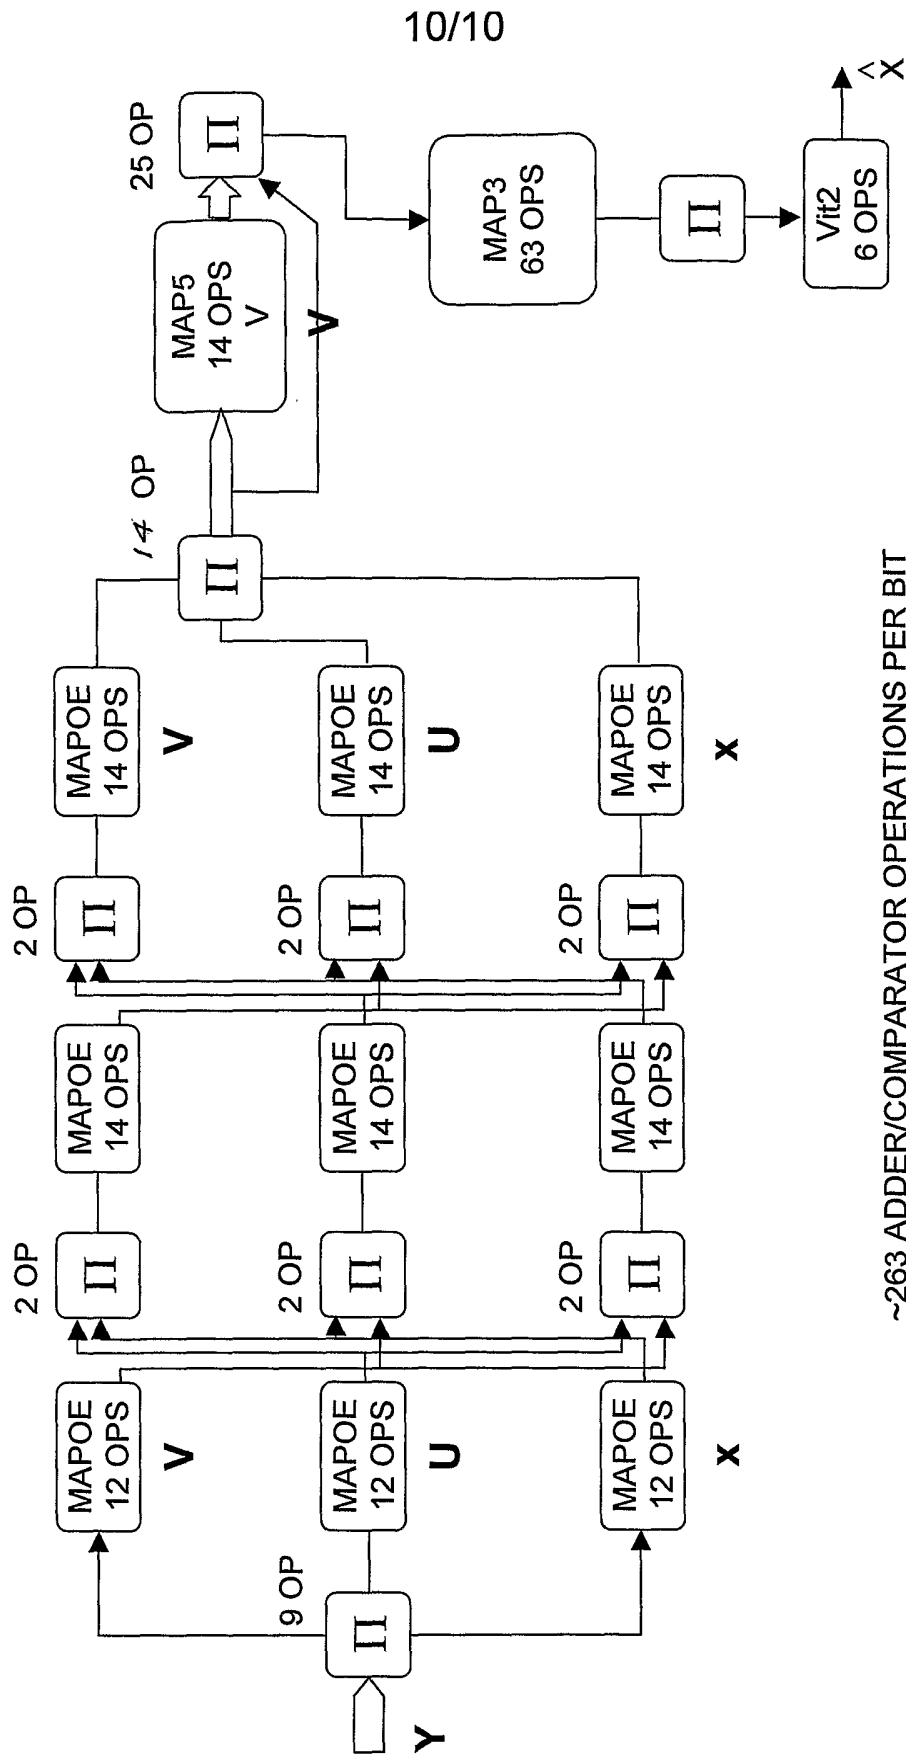 10/10
Y
Π
9 OP
MAPOE
12 OPS
V
MAPOE
12 OPS
U
MAPOE
12 OPS
x
2 OP
Π
2 OP
Π
2 OP
Π
MAPOE
14 OPS
MAPOE
14 OPS
MAPOE
14 OPS
2 OP
Π
2 OP
Π
2 OP
Π
MAPOE
14 OPS
V
MAPOE
14 OPS
U
MAPOE
14 OPS
x
14 OP
Π
MAP5
14 OPS
V
V
25 OP
Π
MAP3
63 OPS
Π
Vit2
6 OPS
X̂
~263 ADDER/COMPARATOR OPERATIONS PER BIT